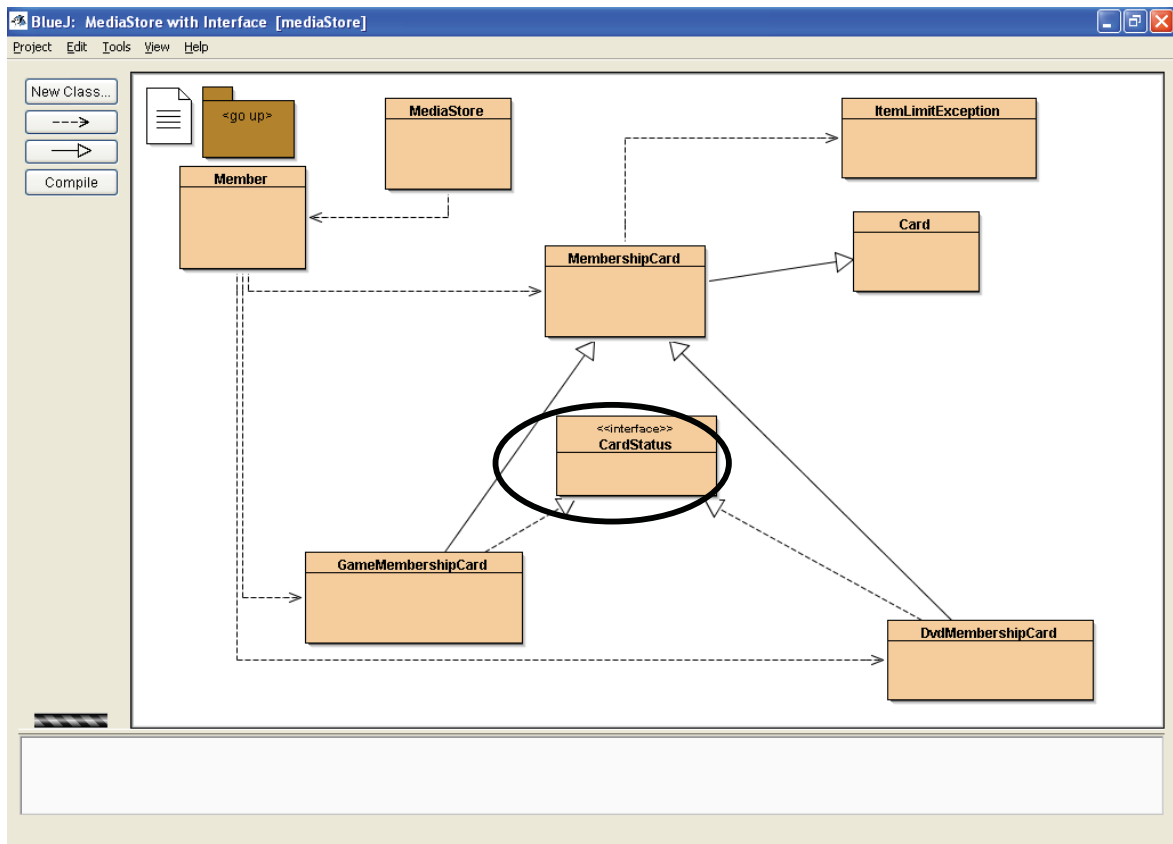 BlueJ: MediaStore with Interface [mediaStore]
Project Edit Tools View Help
New Class...
--->
Compile
<go up>
MediaStore
ItemLimitException
Member
Card
MembershipCard
<<interface>>
CardStatus
GameMembershipCard
DvdMembershipCard